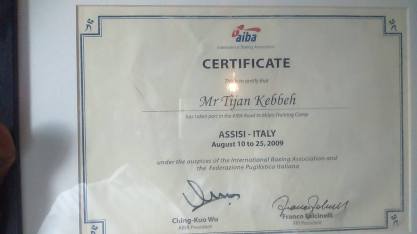 aiba
International Boxing Association
CERTIFICATE
This is to certify that
Mr Tijan Kebbeh
has taken part in the AIBA Road to Milan Training Camp
ASSISI - ITALY
August 10 to 25, 2009
under the auspices of the International Boxing Association and
the Federazione Pugilistica Italiana
Ching-Kuo Wu
Franco Falcinelli
AIBA President
FPI President